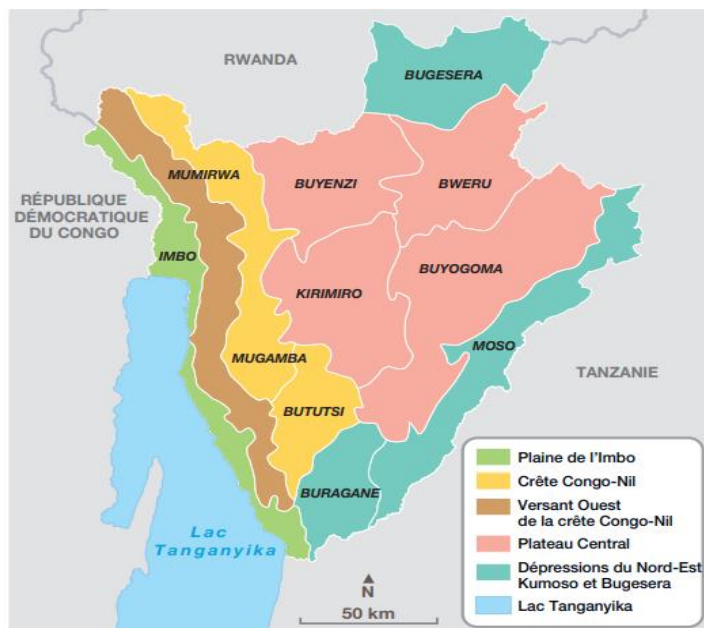 RWANDA
BUGESERA
MUMIRWA
BUYENZI
BWERU
RÉPUBLIQUE
DÉMOCRATIQUE
DU CONGO
IMBO
BUYOGOMA
KIRIMIRO
MUGAMBA
MOSO
TANZANIE
BUTUTSI
BURAGANE
Lac
Tanganyika
N
50 km
Plaine de l'Imbo
Crête Congo-Nil
Versant Ouest
de la crête Congo-Nil
Plateau Central
Dépressions du Nord-Est
Kumoso et Bugesera
Lac Tanganyika